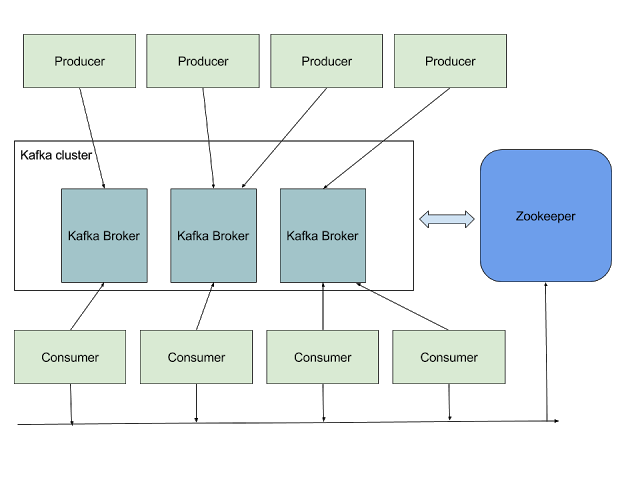 Producer
Producer
Producer
Producer
Kafka cluster
Kafka Broker
Kafka Broker
Kafka Broker
Zookeeper
Consumer
Consumer
Consumer
Consumer